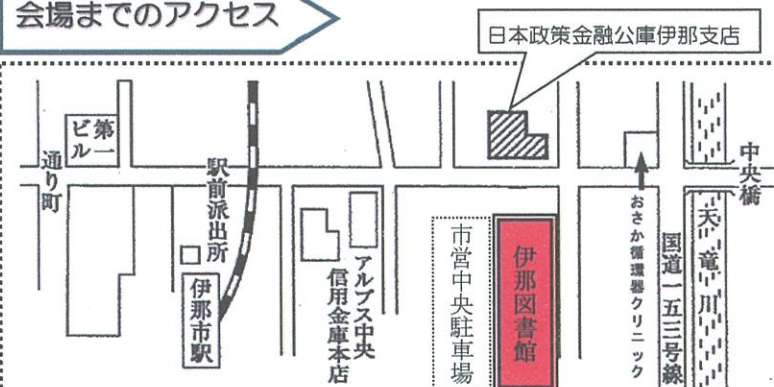 会場までのアクセス
日本政策金融公庫伊那支店
第一
ビル
通り町
駅前派出所
伊那市駅
アルプス中央
信用金庫本店
市営中央駐車場
伊那図書館
おさか循環器クリニック
国道一五三号線
天竜川
中央橋